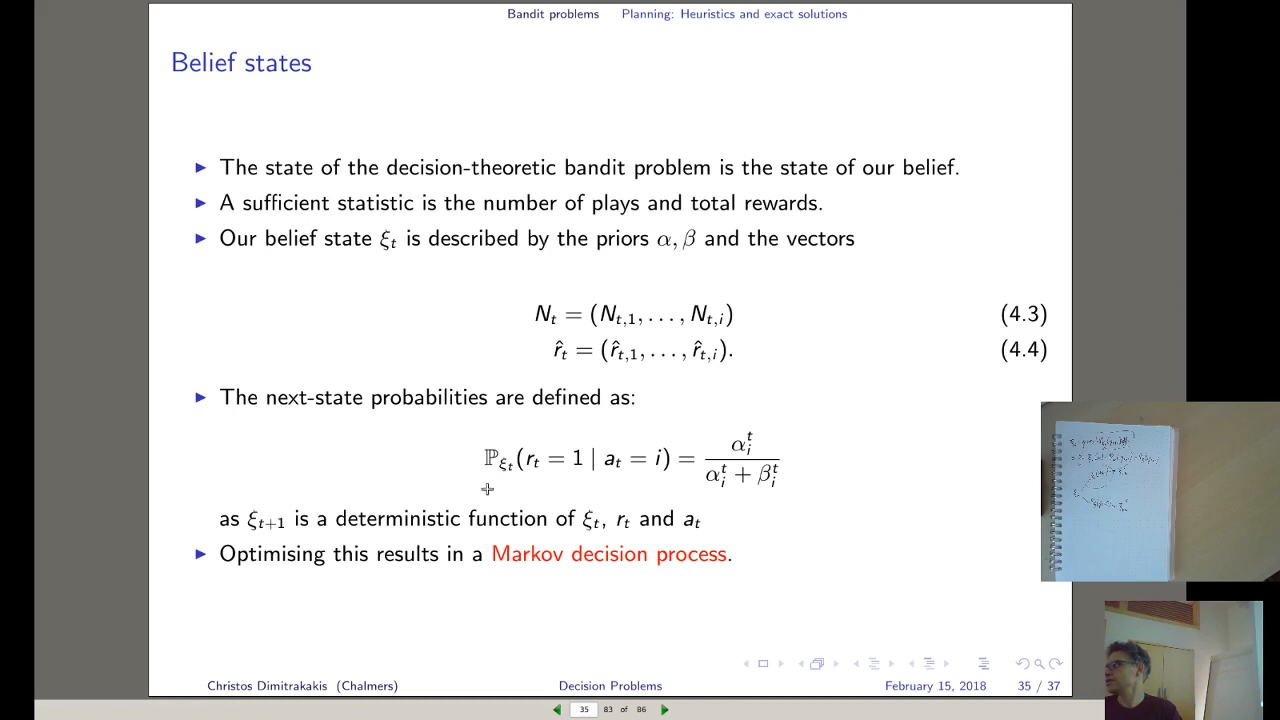 Bandit problems Planning: Heuristics and exact solutions
Belief states
▶ The state of the decision-theoretic bandit problem is the state of our belief.
▶ A sufficient statistic is the number of plays and total rewards.
▶ Our belief state ξ_t is described by the priors α, β and the vectors
N_t = (N_{t,1}, . . . , N_{t,i}) (4.3)
r̂_t = (r̂_{t,1}, . . . , r̂_{t,i}). (4.4)
▶ The next-state probabilities are defined as:
ℙ_{ξ_t}(r_t = 1 | a_t = i) = α_i^t / (α_i^t + β_i^t)
as ξ_{t+1} is a deterministic function of ξ_t, r_t and a_t
▶ Optimising this results in a Markov decision process.
Christos Dimitrakakis (Chalmers) Decision Problems February 15, 2018 35 / 37
35 83 of 86